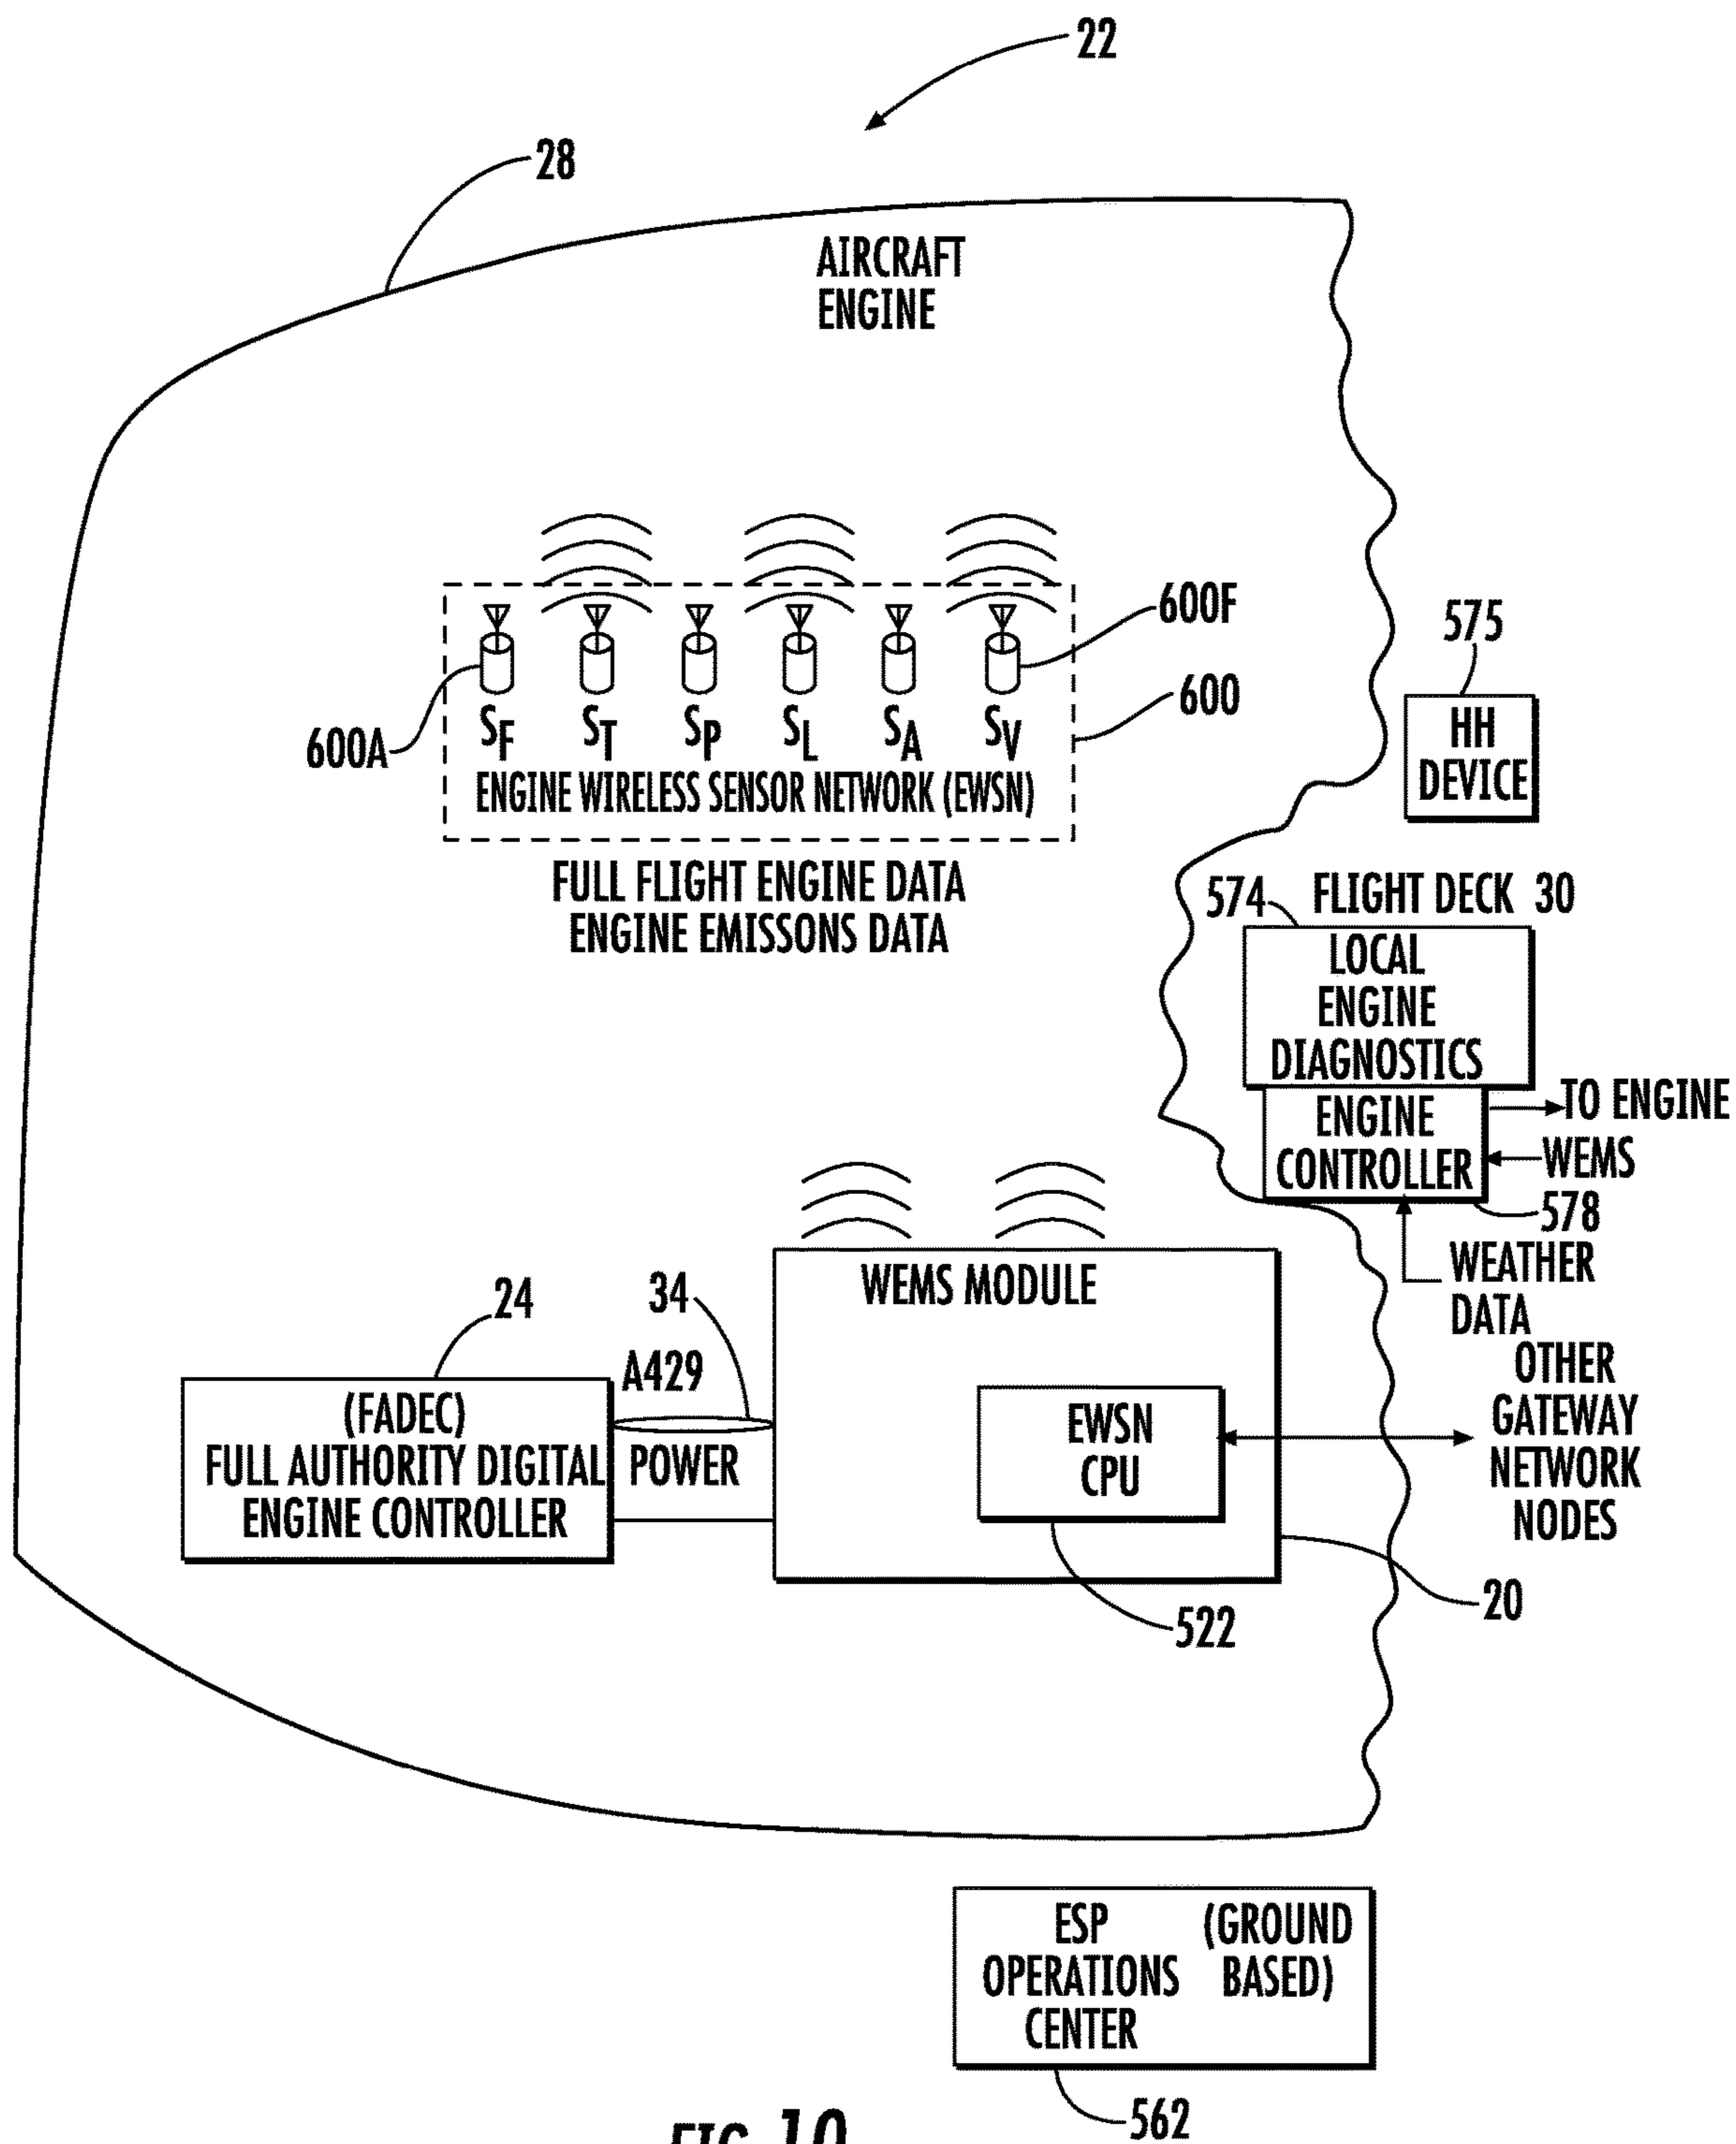 22
28
AIRCRAFT
ENGINE
600F
575
600
HH
DEVICE
600A
SF ST SP SL SA SV
ENGINE WIRELESS SENSOR NETWORK (EWSN)
FULL FLIGHT ENGINE DATA
ENGINE EMISSONS DATA
574
FLIGHT DECK 30
LOCAL
ENGINE
DIAGNOSTICS
ENGINE
CONTROLLER
TO ENGINE
WEMS
578
WEATHER
DATA
24
34
A429
POWER
(FADEC)
FULL AUTHORITY DIGITAL
ENGINE CONTROLLER
WEMS MODULE
EWSN
CPU
OTHER
GATEWAY
NETWORK
NODES
20
522
ESP
OPERATIONS
CENTER
(GROUND
BASED)
562
FIG. 10